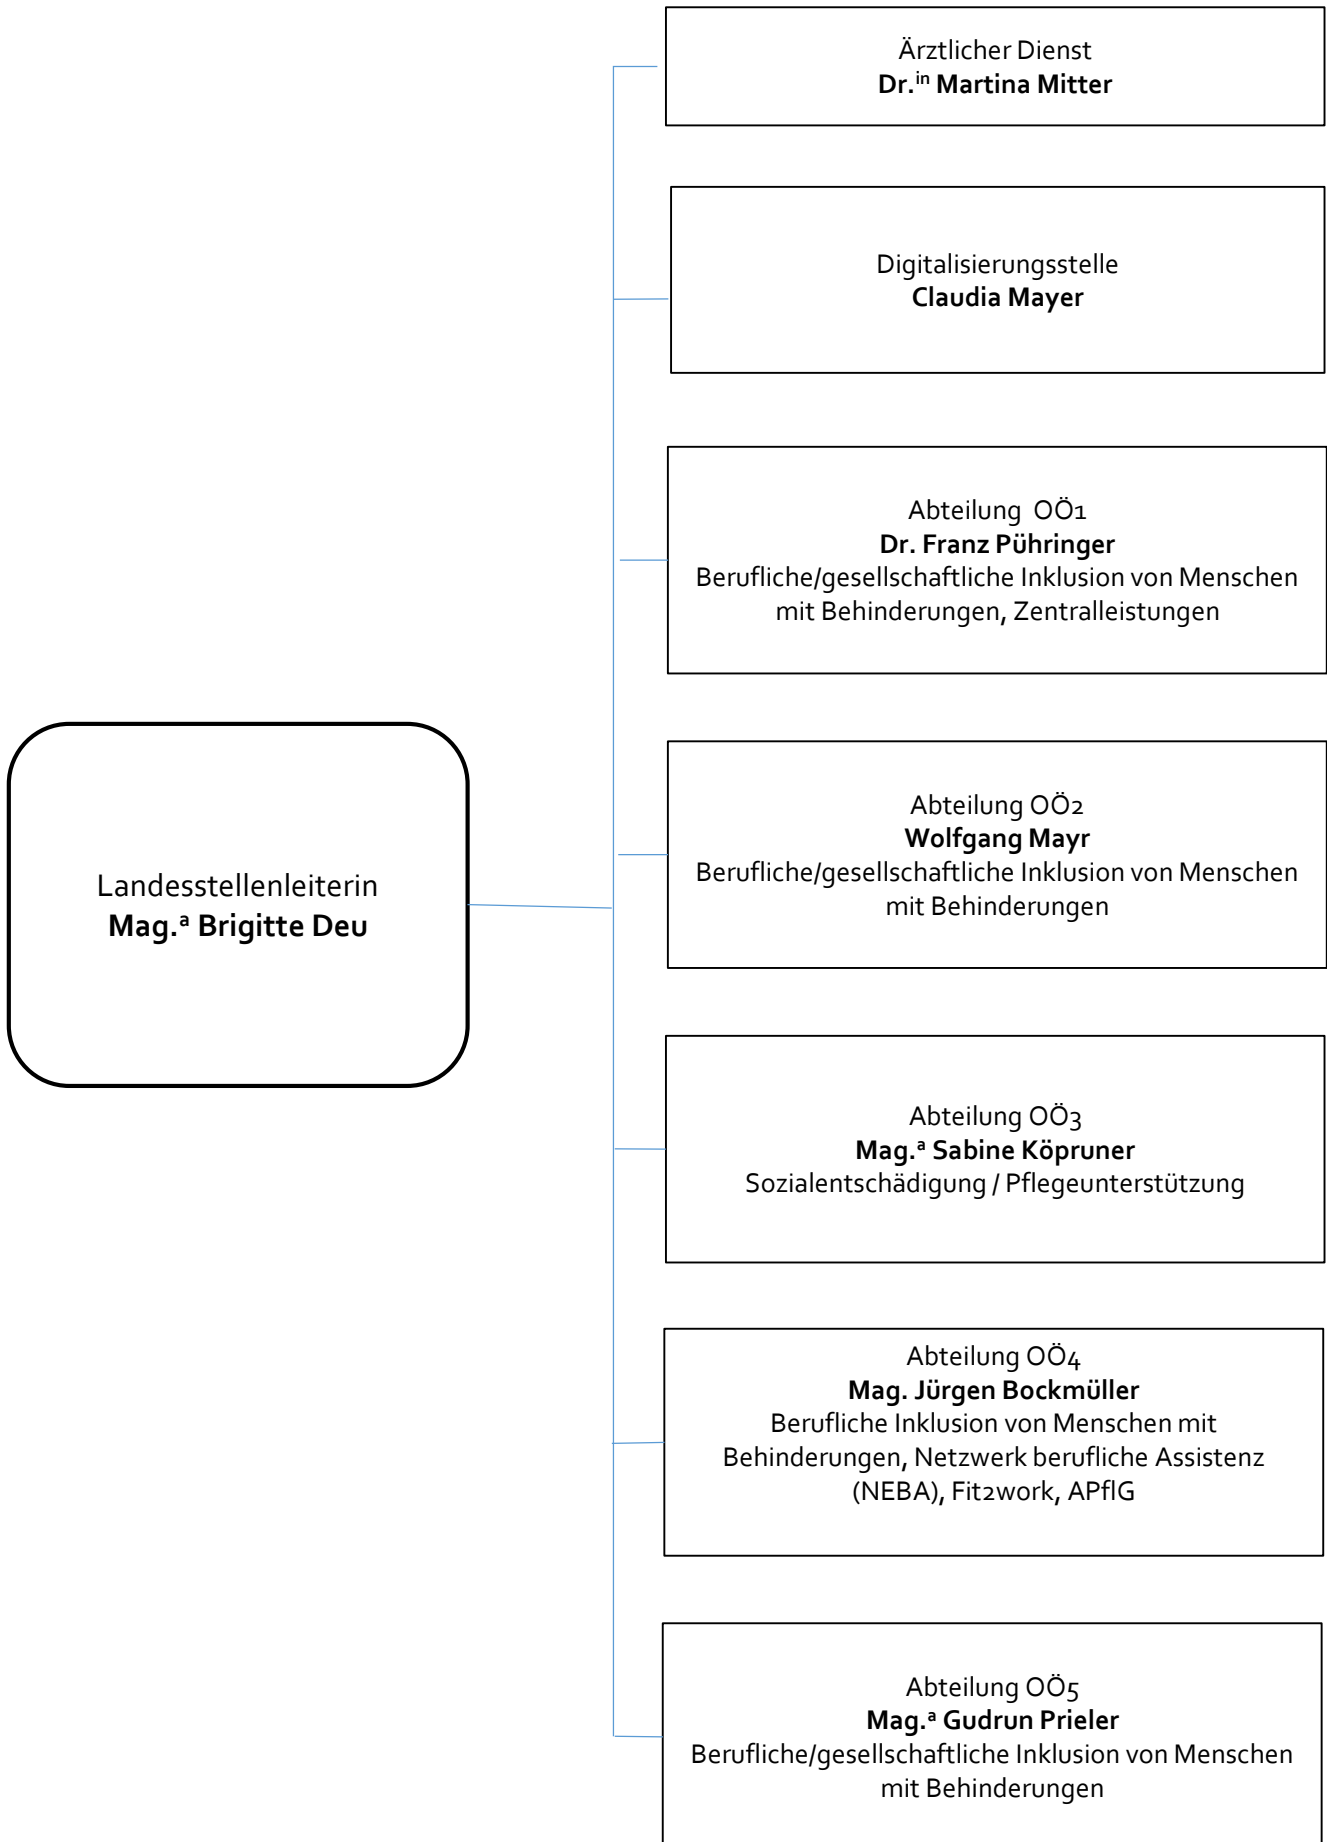 Ärztlicher Dienst
Dr.ⁱⁿ Martina Mitter
Digitalisierungsstelle
Claudia Mayer
Abteilung OÖ1
Dr. Franz Pühringer
Berufliche/gesellschaftliche Inklusion von Menschen
mit Behinderungen, Zentralleistungen
Landesstellenleiterin
Mag.ª Brigitte Deu
Abteilung OÖ2
Wolfgang Mayr
Berufliche/gesellschaftliche Inklusion von Menschen
mit Behinderungen
Abteilung OÖ3
Mag.ª Sabine Köpruner
Sozialentschädigung / Pflegeunterstützung
Abteilung OÖ4
Mag. Jürgen Bockmüller
Berufliche Inklusion von Menschen mit
Behinderungen, Netzwerk berufliche Assistenz
(NEBA), Fit2work, APflG
Abteilung OÖ5
Mag.ª Gudrun Prieler
Berufliche/gesellschaftliche Inklusion von Menschen
mit Behinderungen